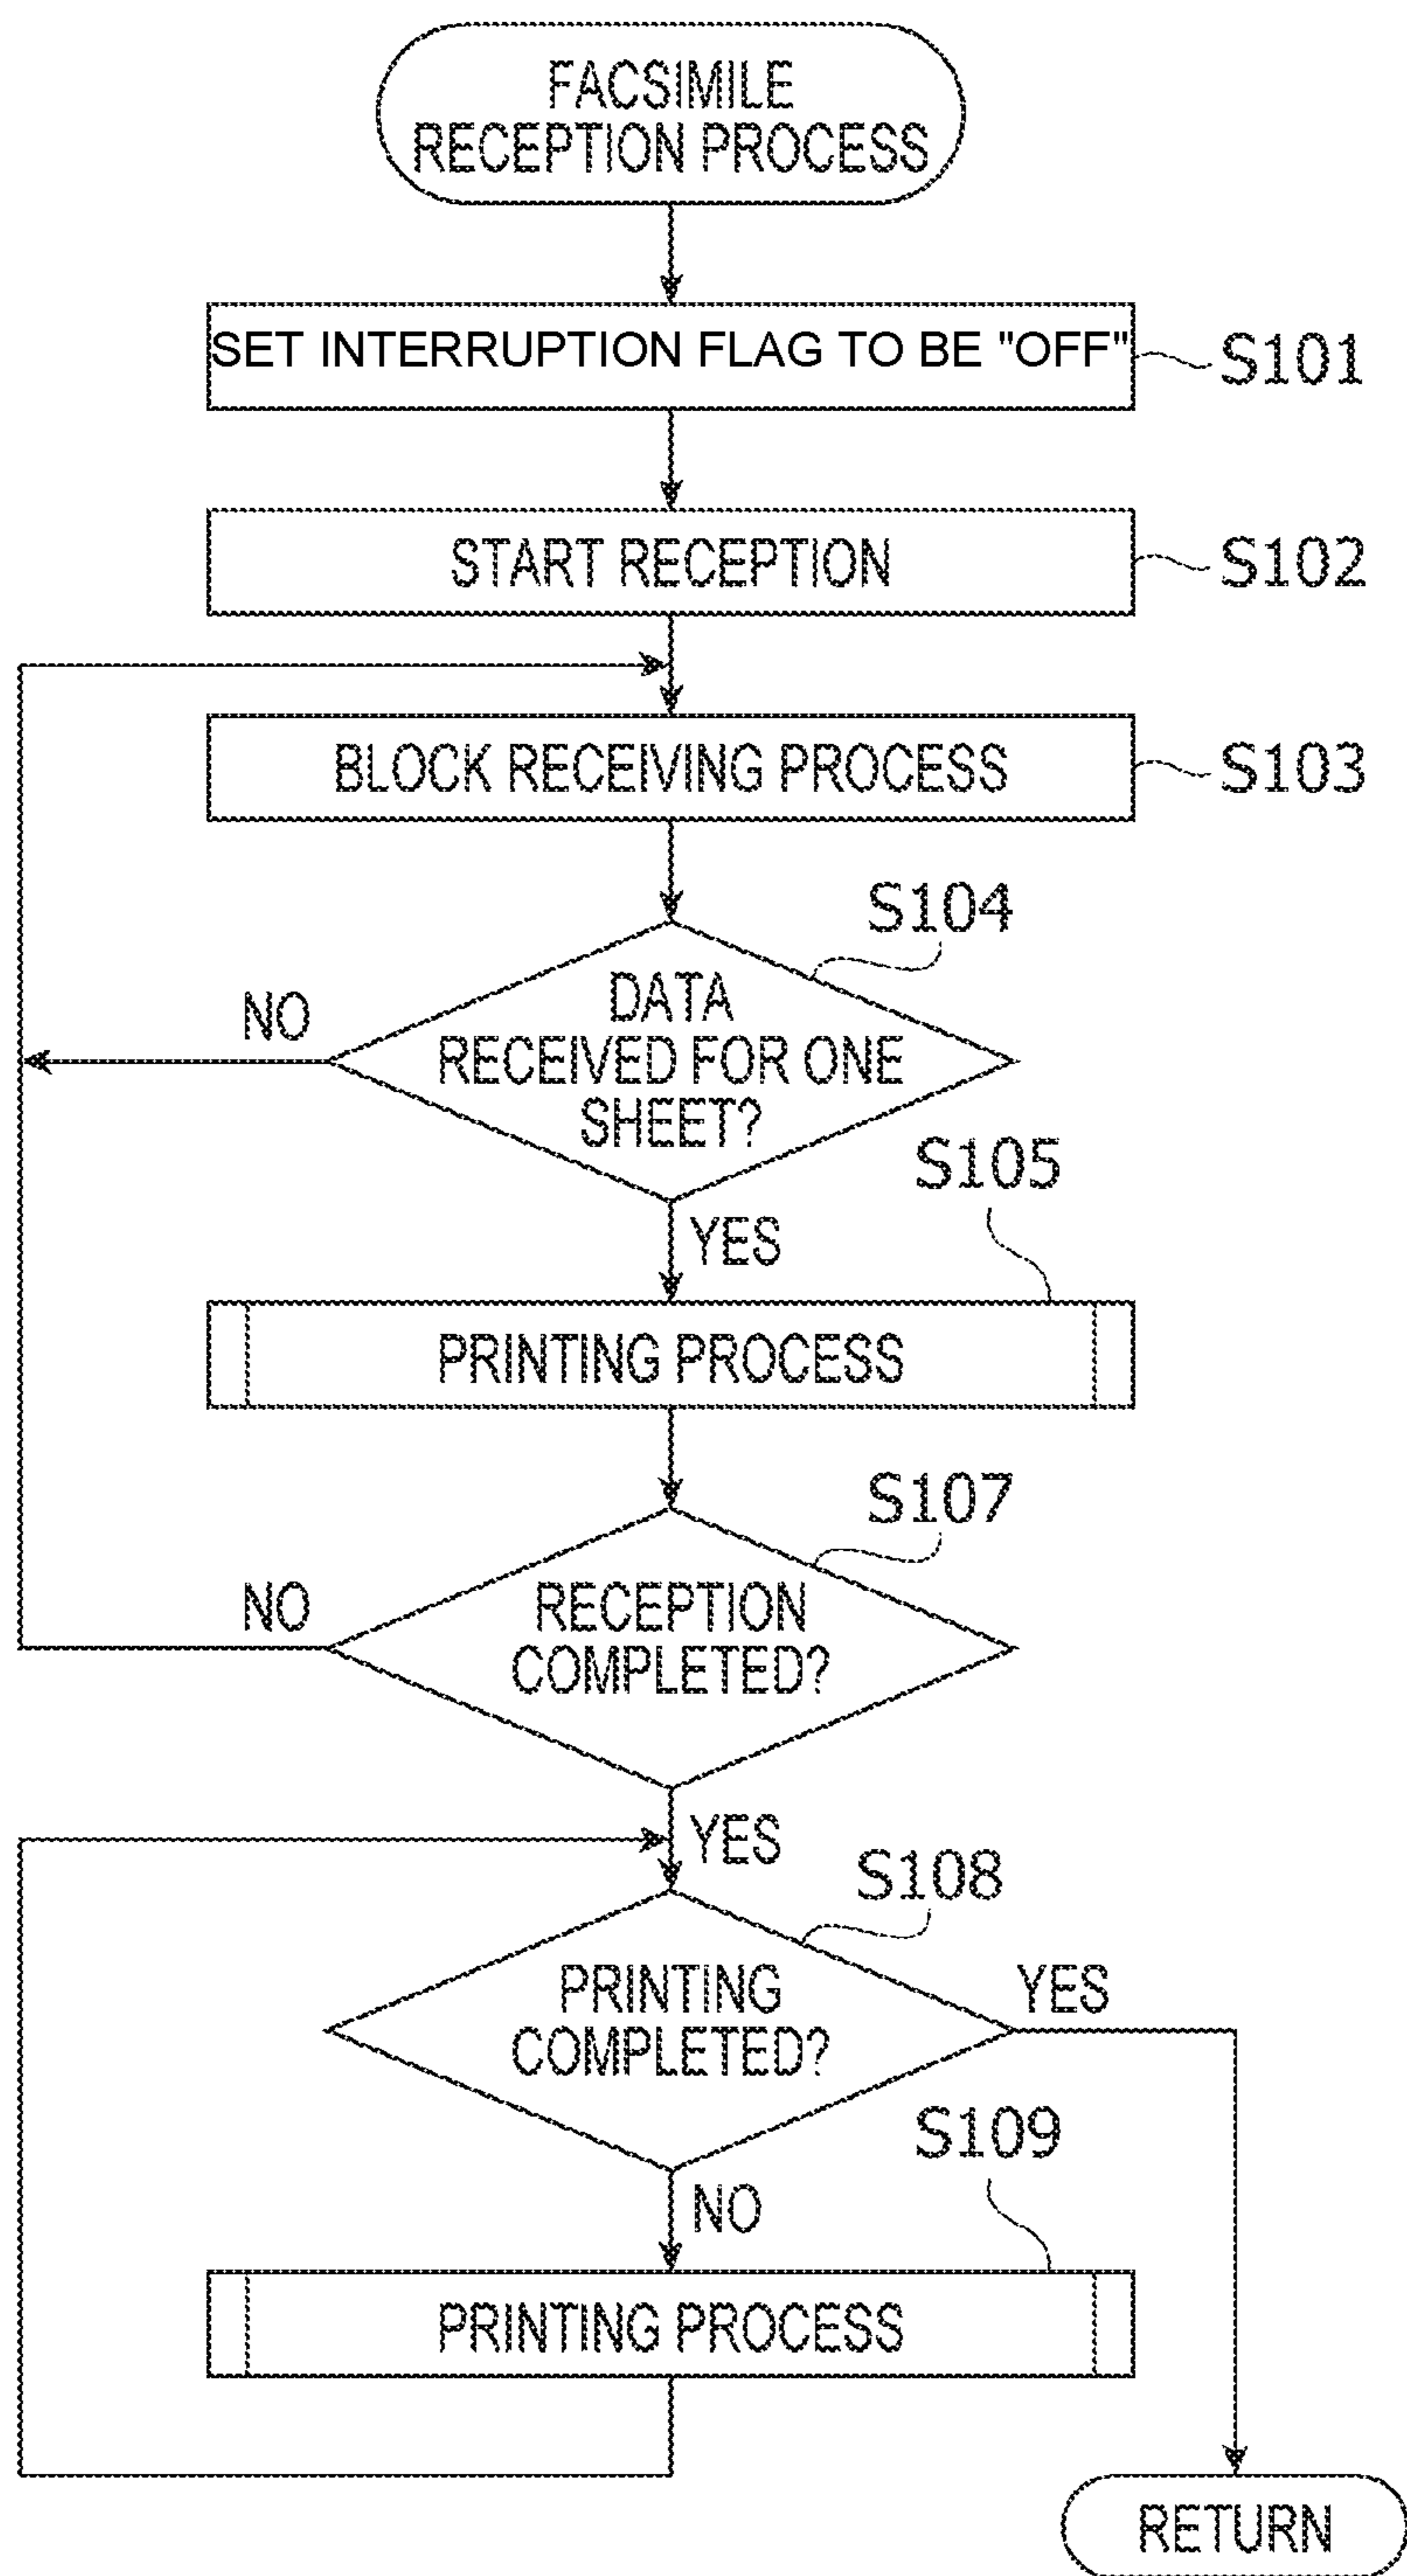 FACSIMILE
RECEPTION PROCESS
SET INTERRUPTION FLAG TO BE "OFF"
S101
START RECEPTION
S102
BLOCK RECEIVING PROCESS
S103
S104
NO
DATA
RECEIVED FOR ONE
SHEET?
S105
YES
PRINTING PROCESS
S107
NO
RECEPTION
COMPLETED?
YES
S108
PRINTING
COMPLETED?
YES
S109
NO
PRINTING PROCESS
RETURN